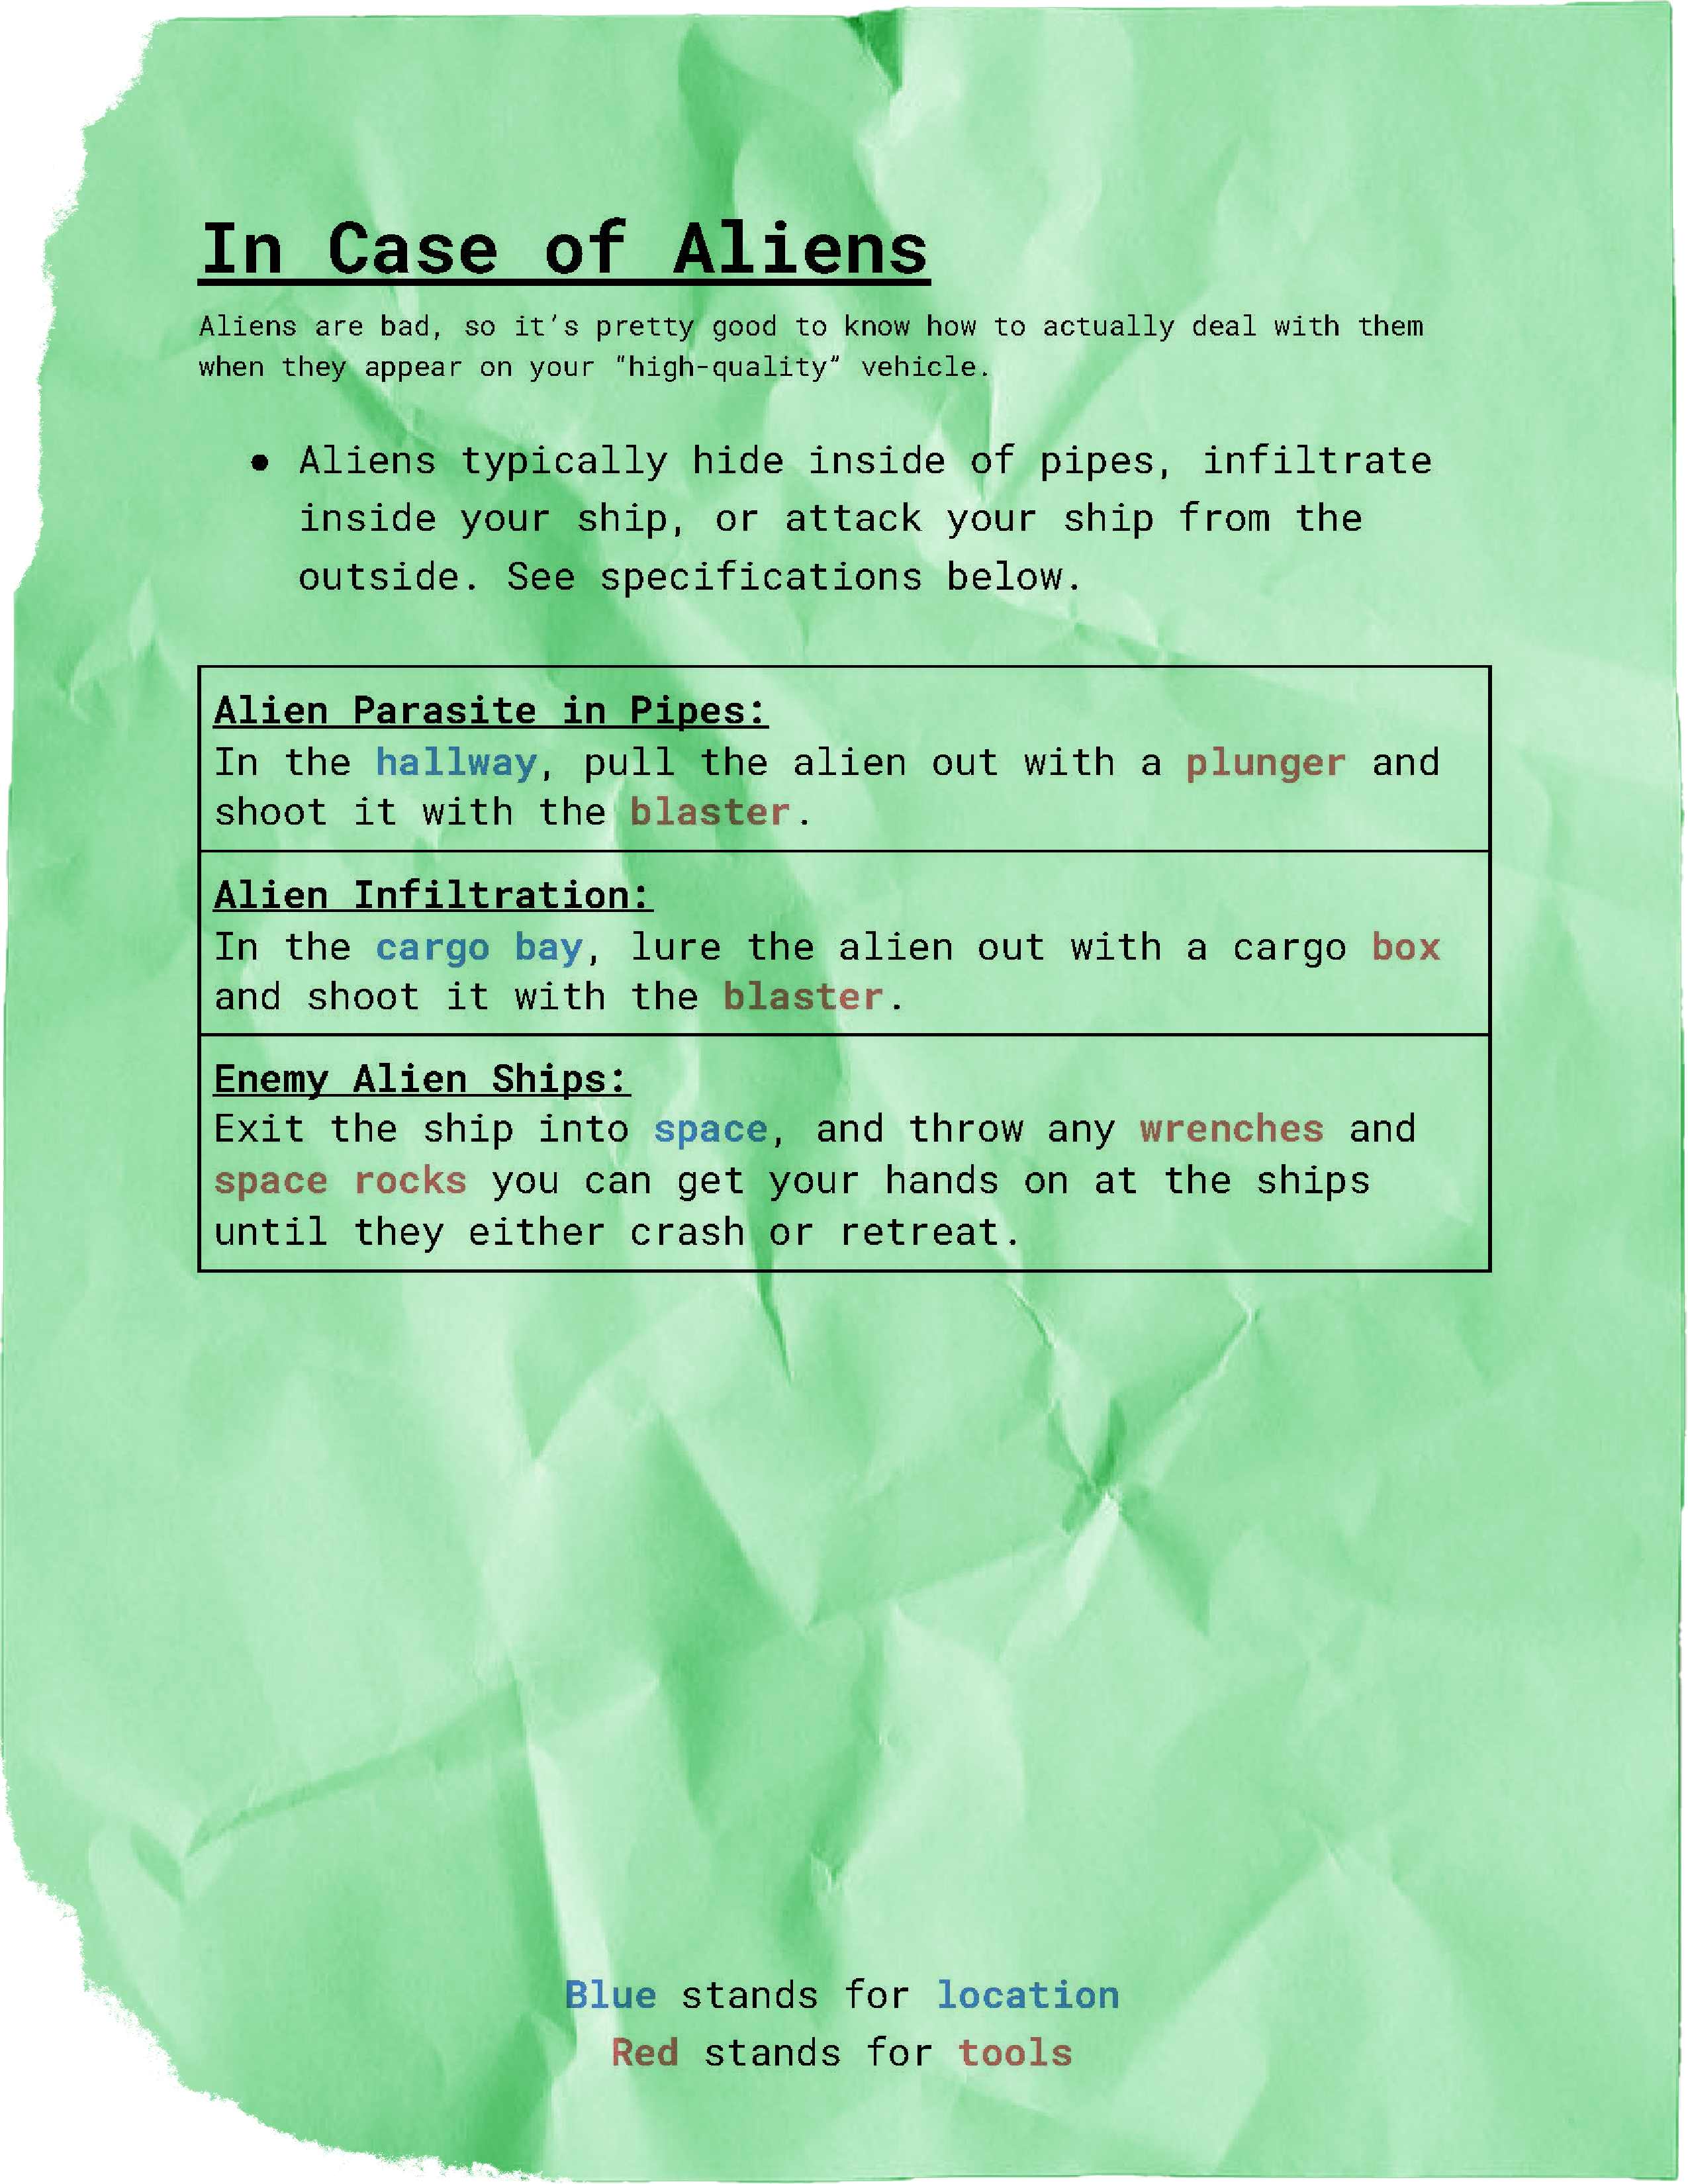 In Case of Aliens
Aliens are bad, so it’s pretty good to know how to actually deal with them
when they appear on your “high-quality” vehicle.
● Aliens typically hide inside of pipes, infiltrate
inside your ship, or attack your ship from the
outside. See specifications below.
Alien Parasite in Pipes:
In the hallway, pull the alien out with a plunger and
shoot it with the blaster.
Alien Infiltration:
In the cargo bay, lure the alien out with a cargo box
and shoot it with the blaster.
Enemy Alien Ships:
Exit the ship into space, and throw any wrenches and
space rocks you can get your hands on at the ships
until they either crash or retreat.
Blue stands for location
Red stands for tools